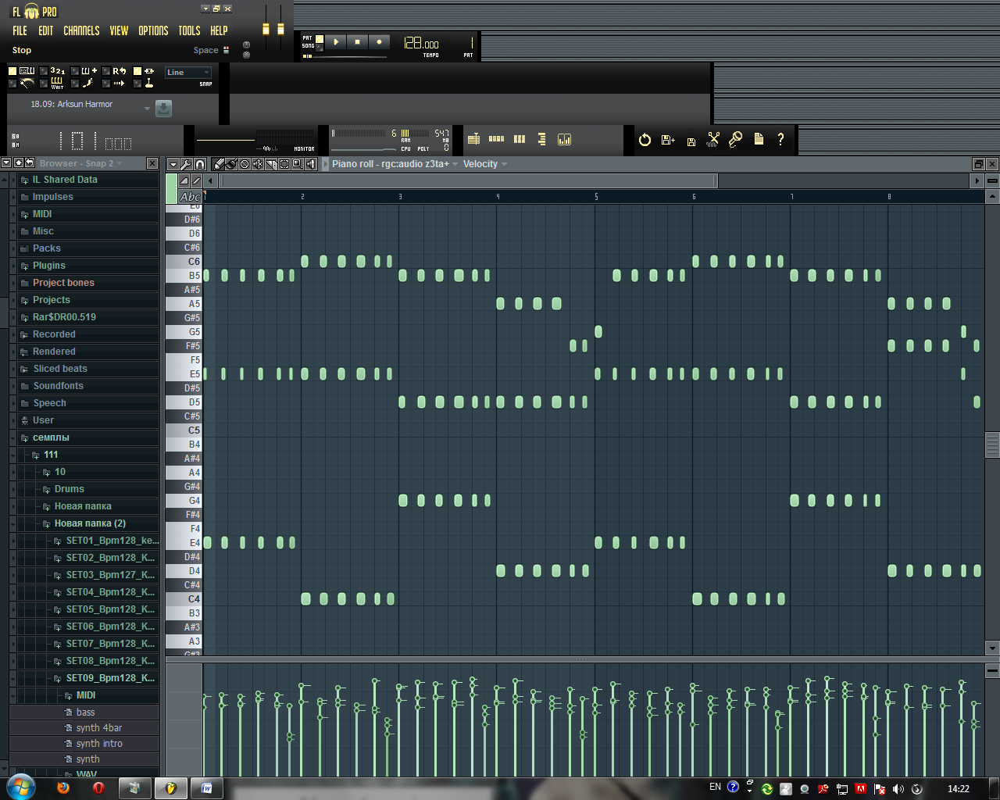 FL PRO
FILE EDIT CHANNELS VIEW OPTIONS TOOLS HELP
Stop Space
PAT
SONG
128.000
TEMPO
1
PAT
321
R
WAIT
Line
SNAP
18.09: Arksun Harmor
MONITOR
6
RAM
CPU POLY
547
MB
0
?
Browser - Snap 2
Piano roll - rgc:audio z3ta+ Velocity
Abc
1 2 3 4 5 6 7 8
IL Shared Data
Impulses
MIDI
Misc
Packs
Plugins
Project bones
Projects
Rar$DR00.519
Recorded
Rendered
Sliced beats
Soundfonts
Speech
User
семплы
111
10
Drums
Новая папка
Новая папка (2)
SET01_Bpm128_ke...
SET02_Bpm128_K...
SET03_Bpm127_K...
SET04_Bpm128_K...
SET05_Bpm128_K...
SET06_Bpm128_K...
SET07_Bpm128_K...
SET08_Bpm128_K...
SET09_Bpm128_K...
MIDI
bass
synth 4bar
synth intro
synth
WAV
E6
D#6
D6
C#6
C6
B5
A#5
A5
G#5
G5
F#5
F5
E5
D#5
D5
C#5
C5
B4
A#4
A4
G#4
G4
F#4
F4
E4
D#4
D4
C#4
C4
B3
A#3
A3
G#3
EN
14:22